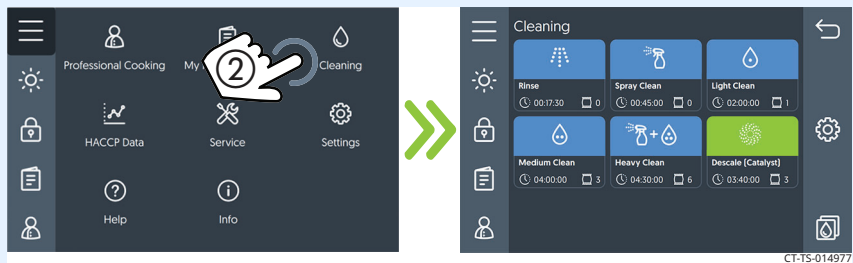 Professional Cooking
My
Cleaning
2
HACCP Data
Service
Settings
Help
Info
Cleaning
Rinse
00:17:30 0
Spray Clean
00:45:00 0
Light Clean
02:00:00 1
Medium Clean
04:00:00 3
Heavy Clean
04:30:00 6
Descale (Catalyst)
03:40:00 3
CT-TS-014977